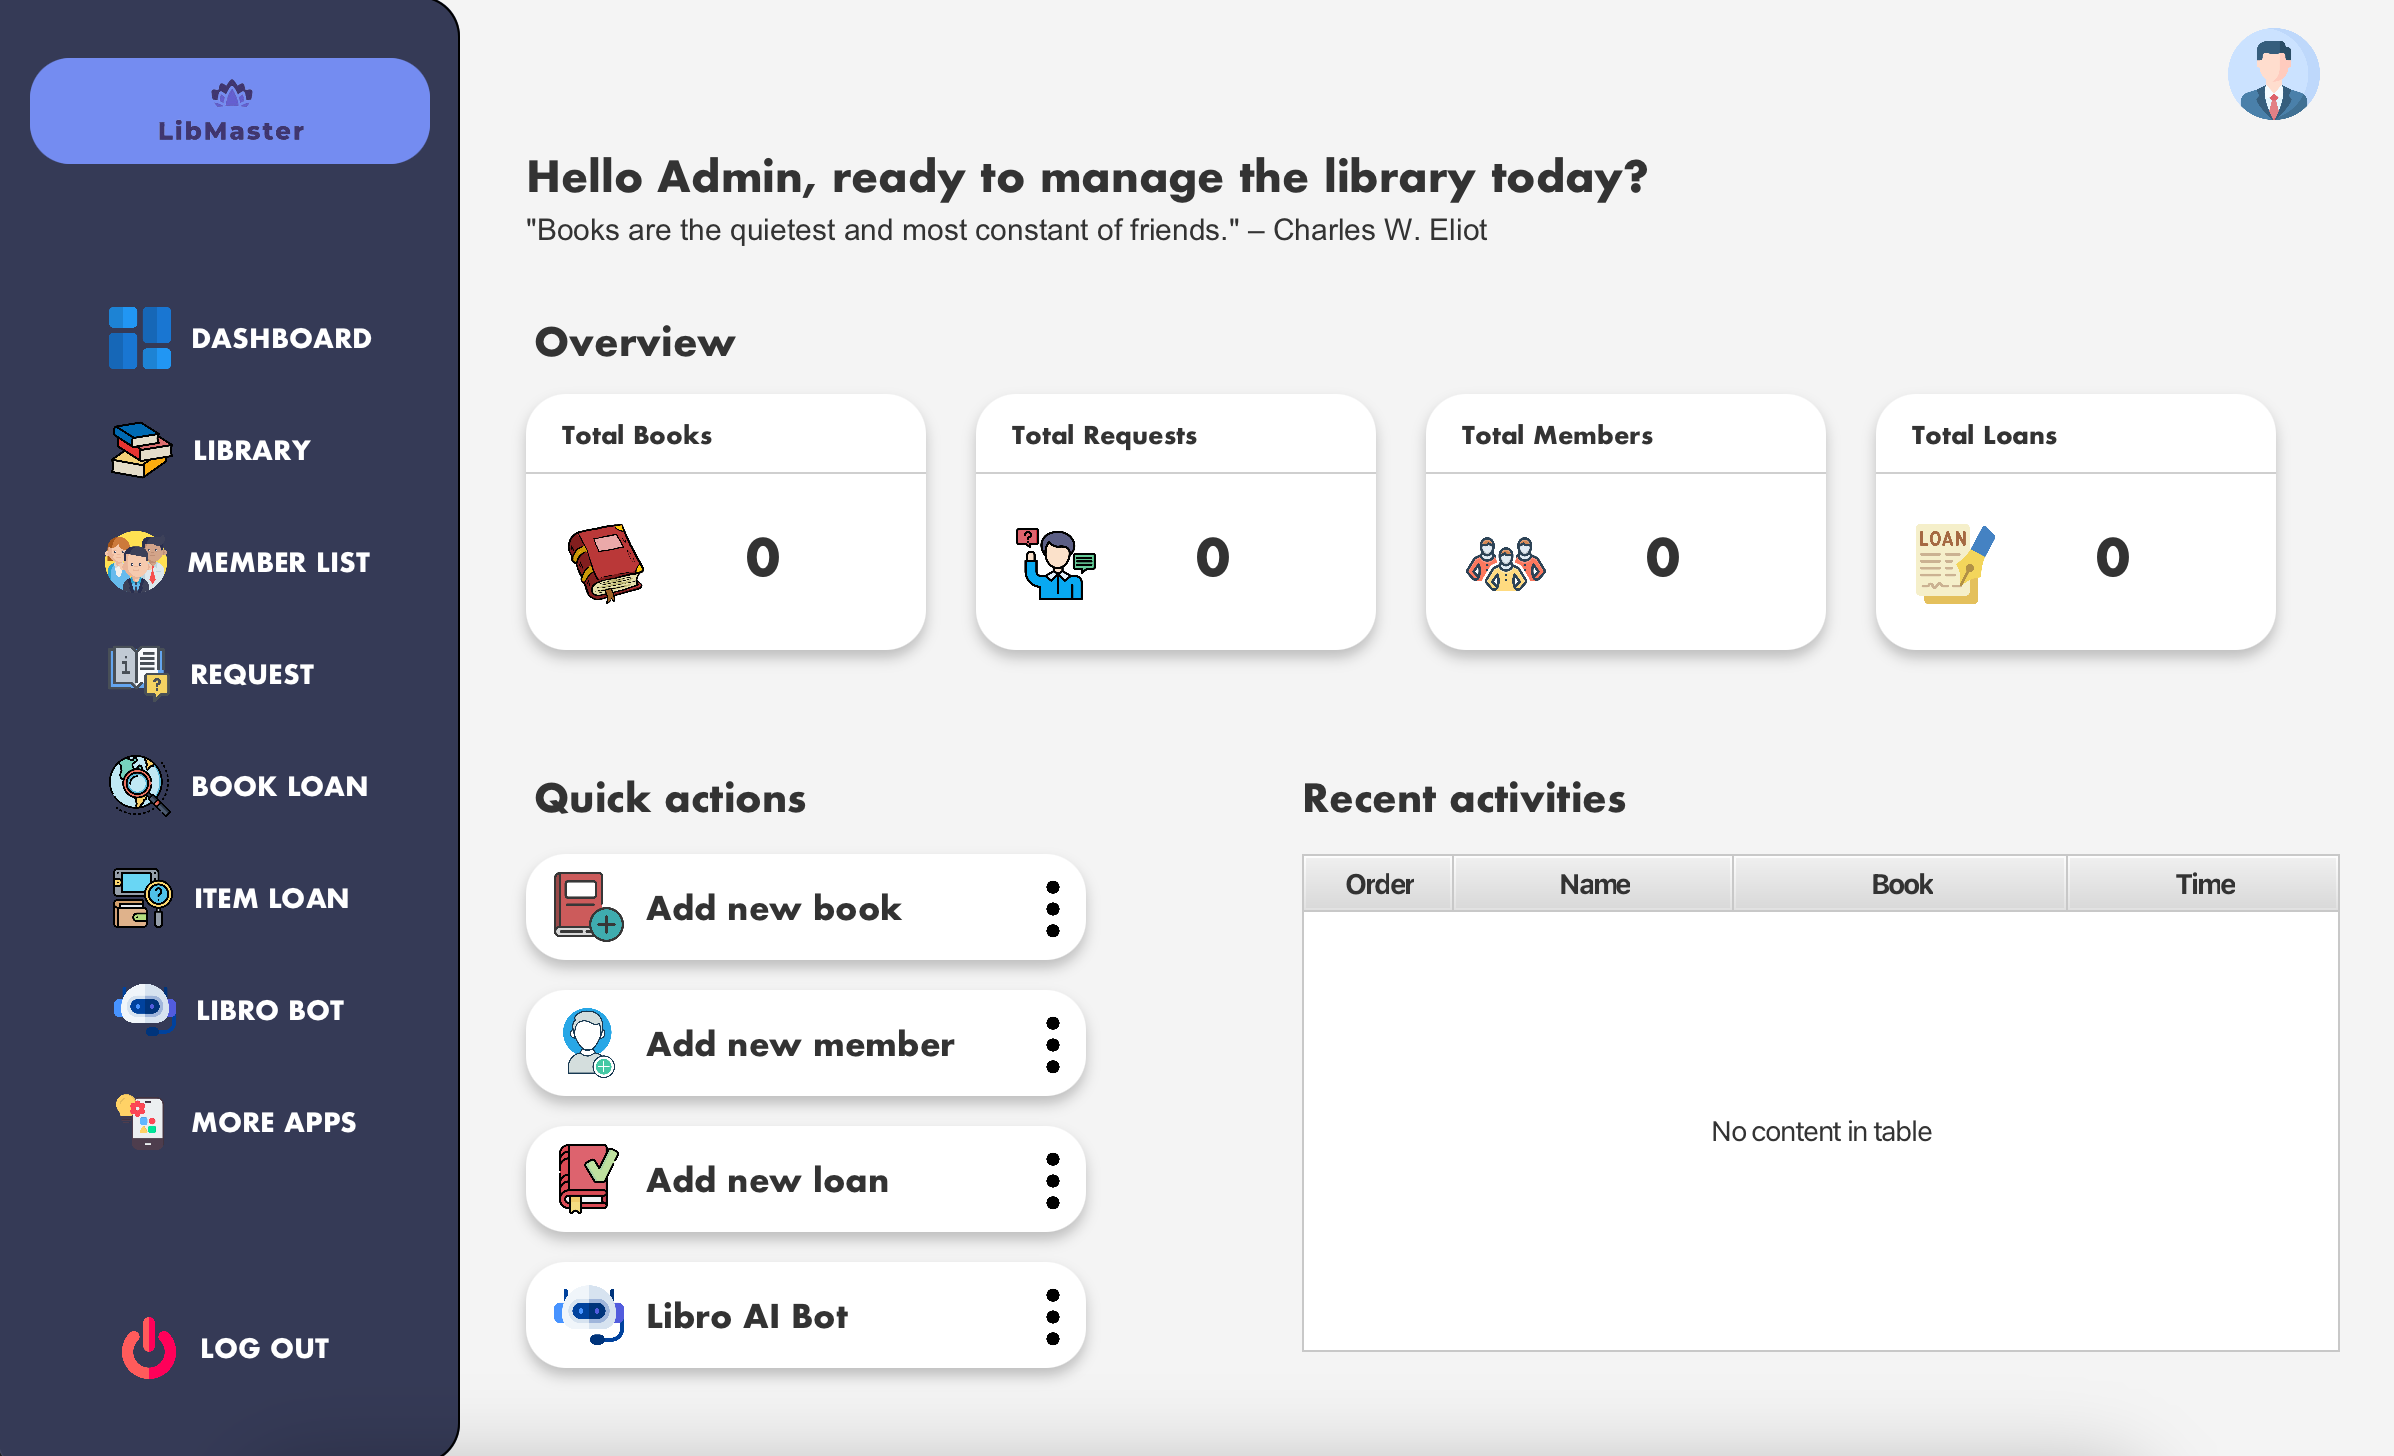 LibMaster
DASHBOARD
LIBRARY
MEMBER LIST
REQUEST
BOOK LOAN
ITEM LOAN
LIBRO BOT
MORE APPS
LOG OUT
Hello Admin, ready to manage the library today?
"Books are the quietest and most constant of friends." – Charles W. Eliot
Overview
Total Books
0
Total Requests
0
Total Members
0
Total Loans
LOAN
0
Quick actions
Add new book
Add new member
Add new loan
Libro AI Bot
Recent activities
Order Name Book Time
No content in table